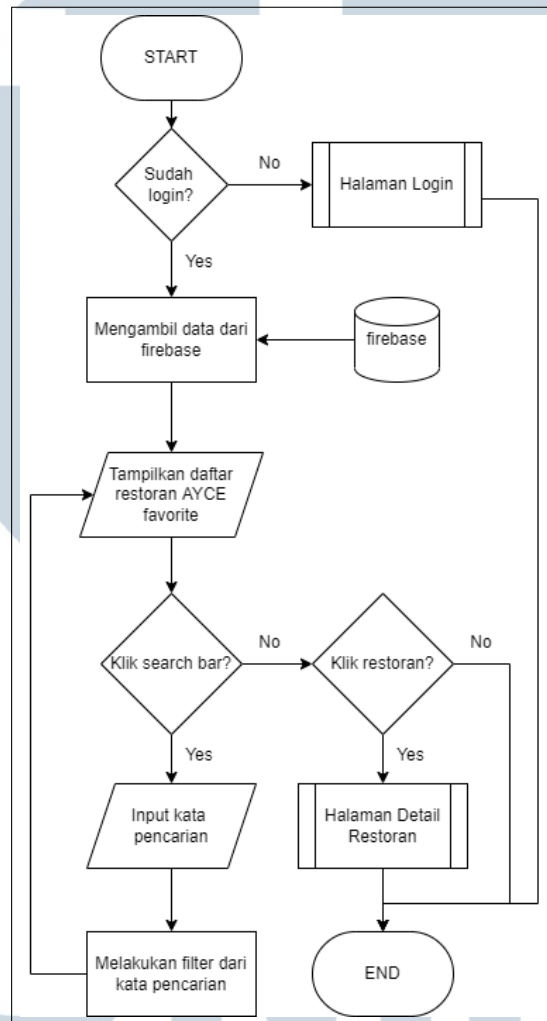 START
Sudah
login?
No
Halaman Login
Yes
Mengambil data dari
firebase
firebase
Tampilkan daftar
restoran AYCE
favorite
Klik search bar?
No
Klik restoran?
No
Yes
Yes
Input kata
pencarian
Halaman Detail
Restoran
Melakukan filter dari
kata pencarian
END